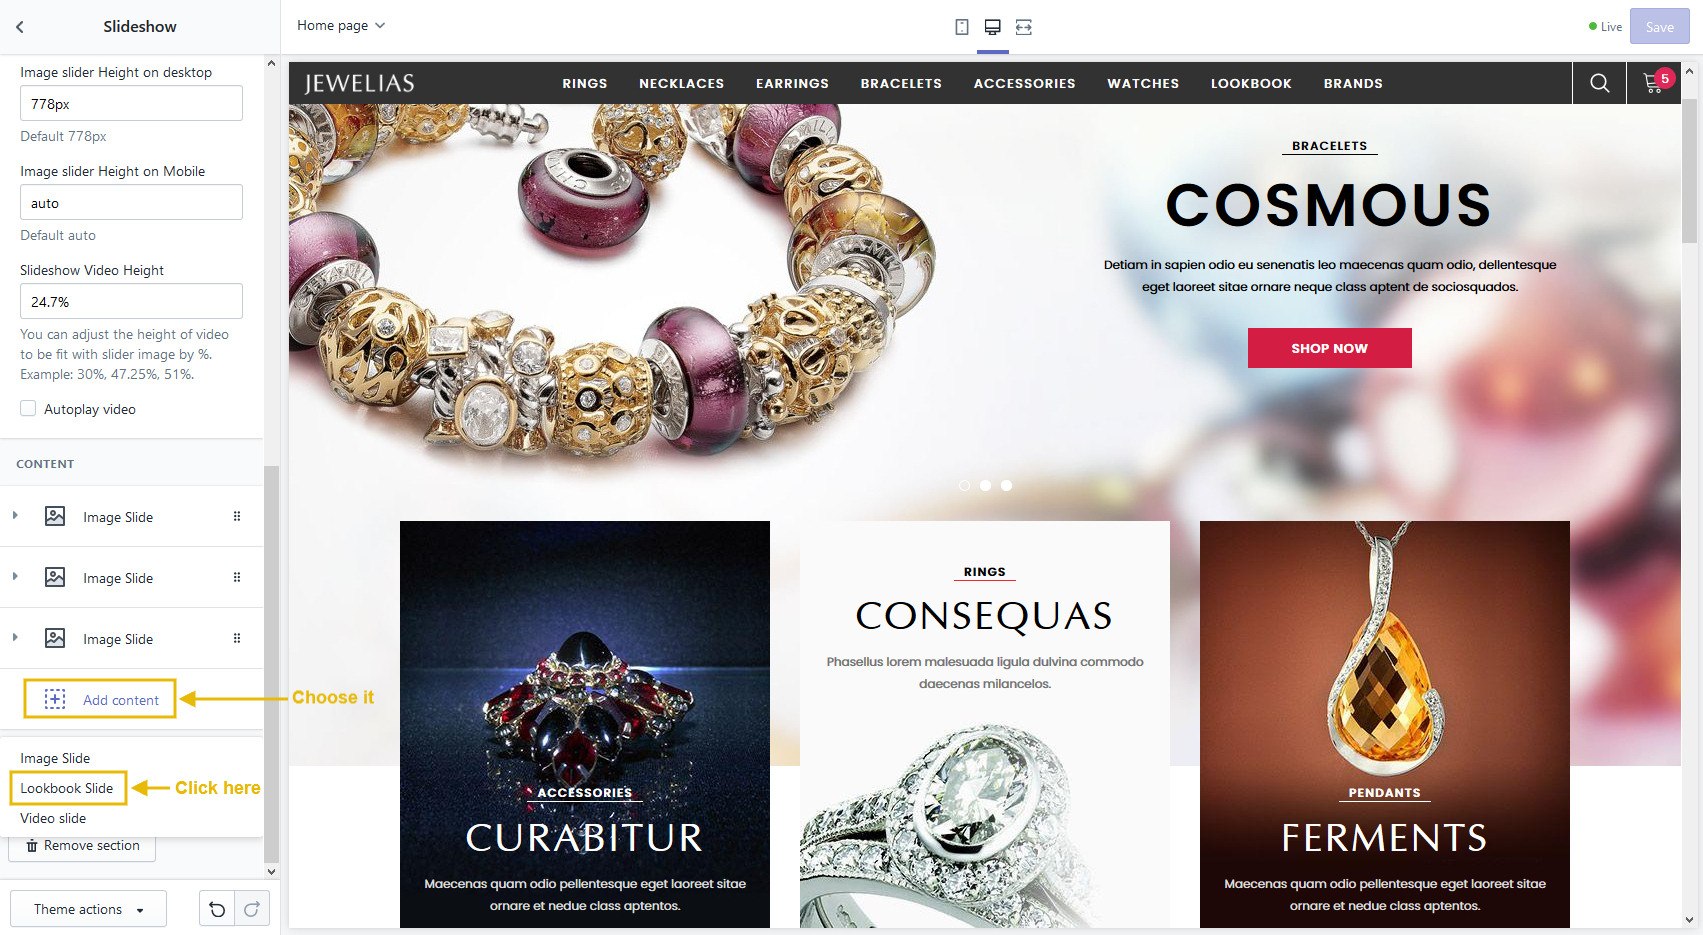 Slideshow
Home page
Live
Save
Image slider Height on desktop
778px
Default 778px
Image slider Height on Mobile
auto
Default auto
Slideshow Video Height
24.7%
You can adjust the height of video
to be fit with slider image by %.
Example: 30%, 47.25%, 51%.
Autoplay video
CONTENT
Image Slide
Image Slide
Image Slide
Add content
Choose it
Image Slide
Lookbook Slide
Click here
Video slide
Remove section
Theme actions
JEWELIAS
RINGS
NECKLACES
EARRINGS
BRACELETS
ACCESSORIES
WATCHES
LOOKBOOK
BRANDS
5
BRACELETS
COSMOUS
Detiam in sapien odio eu senenatis leo maecenas quam odio, dellentesque
eget laoreet sitae ornare neque class aptent de sociosquados.
SHOP NOW
ACCESSORIES
CURABITUR
Maecenas quam odio pellentesque eget laoreet sitae
ornare et nedue class aptentos.
RINGS
CONSEQUAS
Phasellus lorem malesuada ligula dulvina commodo
daecenas milancelos.
PENDANTS
FERMENTS
Maecenas quam odio pellentesque eget laoreet sitae
ornare et nedue class aptentos.